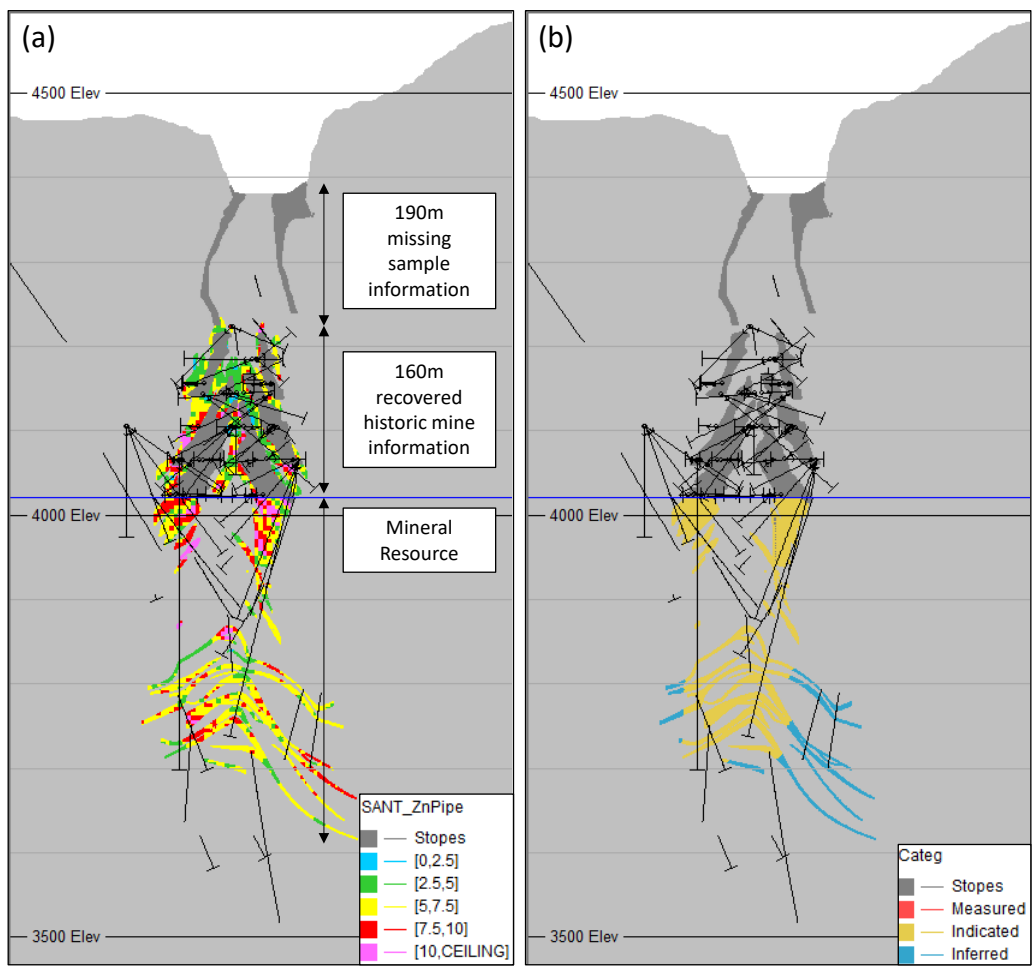 (a)
4500 Elev
190m
missing
sample
information
160m
recovered
historic mine
information
4000 Elev
Mineral
Resource
3500 Elev
SANT_ZnPipe
Stopes
[0,2.5]
[2.5,5]
[5,7.5]
[7.5,10]
[10,CEILING]
(b)
4500 Elev
4000 Elev
3500 Elev
Categ
Stopes
Measured
Indicated
Inferred